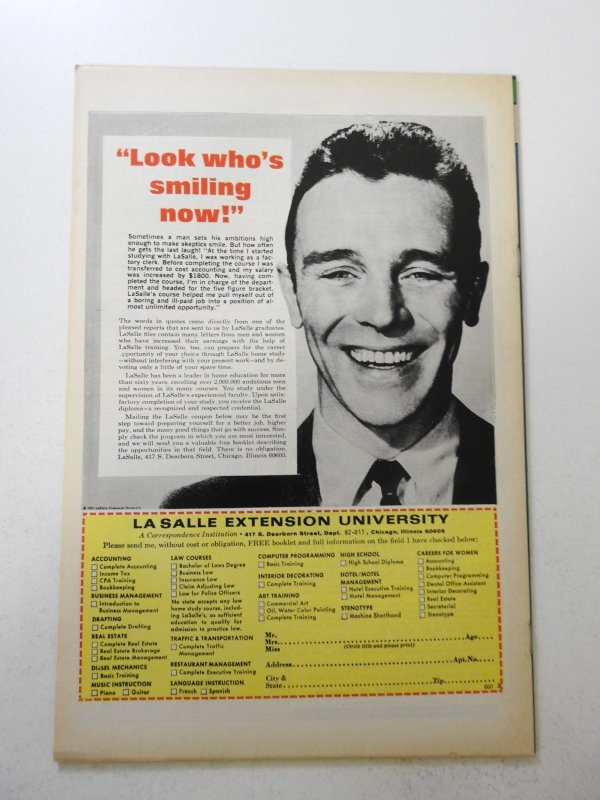 “Look who’s
smiling
now!”
Sometimes a man sets his ambitions high
enough to make skeptics smile. But how often
he gets the last laugh! “At the time I started
studying with LaSalle, I was working as a fac-
tory clerk. Before completing the course I was
transferred to cost accounting and my salary
was increased by $1800. Now, having com-
pleted the course, I’m in charge of the depart-
ment and headed for the five figure bracket.
LaSalle’s course helped me pull myself out of
a boring and ill-paid job into a position of al-
most unlimited opportunity.”
The words in quotes come directly from one of the
pleased reports that are sent to us by LaSalle graduates.
LaSalle files contain many letters from men and women
who have increased their earnings with the help of
LaSalle training. You, too, can prepare for the career
opportunity of your choice through LaSalle home study
—without interfering with your present work—and by de-
voting only a little of your spare time.
LaSalle has been a leader in home education for more
than sixty years, enrolling over 2,000,000 ambitious men
and women in its many courses. You study under the
supervision of LaSalle’s experienced faculty. Upon satis-
factory completion of your study, you receive the LaSalle
diploma—a recognized and respected credential.
Mailing the LaSalle coupon below may be the first
step toward preparing yourself for a better job, higher
pay, and the many good things that go with success. Sim-
ply check the program in which you are most interested,
and we will send you a valuable free booklet describing
the opportunities in that field. There is no obligation.
LaSalle, 417 S. Dearborn Street, Chicago, Illinois 60605.
© 1971 LaSalle Extension University
LA SALLE EXTENSION UNIVERSITY
A Correspondence Institution • 417 S. Dearborn Street, Dept. 82-011, Chicago, Illinois 60605
Please send me, without cost or obligation, FREE booklet and full information on the field I have checked below:
ACCOUNTING
Complete Accounting
Income Tax
CPA Training
Bookkeeping
BUSINESS MANAGEMENT
Introduction to
Business Management
DRAFTING
Complete Drafting
REAL ESTATE
Complete Real Estate
Real Estate Brokerage
Real Estate Management
DIESEL MECHANICS
Basic Training
MUSIC INSTRUCTION
Piano Guitar
LAW COURSES
Bachelor of Laws Degree
Business Law
Insurance Law
Claim Adjusting Law
Law for Police Officers
No state accepts any law
home study course, includ-
ing LaSalle’s, as sufficient
education to qualify for
admission to practice law.
TRAFFIC & TRANSPORTATION
Complete Traffic
Management
RESTAURANT MANAGEMENT
Complete Executive Training
LANGUAGE INSTRUCTION
French Spanish
COMPUTER PROGRAMMING
Basic Training
INTERIOR DECORATING
Complete Training
ART TRAINING
Commercial Art
Oil, Water Color Painting
Complete Training
HIGH SCHOOL
High School Diploma
HOTEL/MOTEL
MANAGEMENT
Hotel Executive Training
Motel Management
STENOTYPE
Machine Shorthand
CAREERS FOR WOMEN
Accounting
Bookkeeping
Computer Programming
Dental Office Assistant
Interior Decorating
Real Estate
Secretarial
Stenotype
Mr.
Mrs.
Miss
Age
(Circle title and please print)
Address
Apt.No.
City &
State
Zip